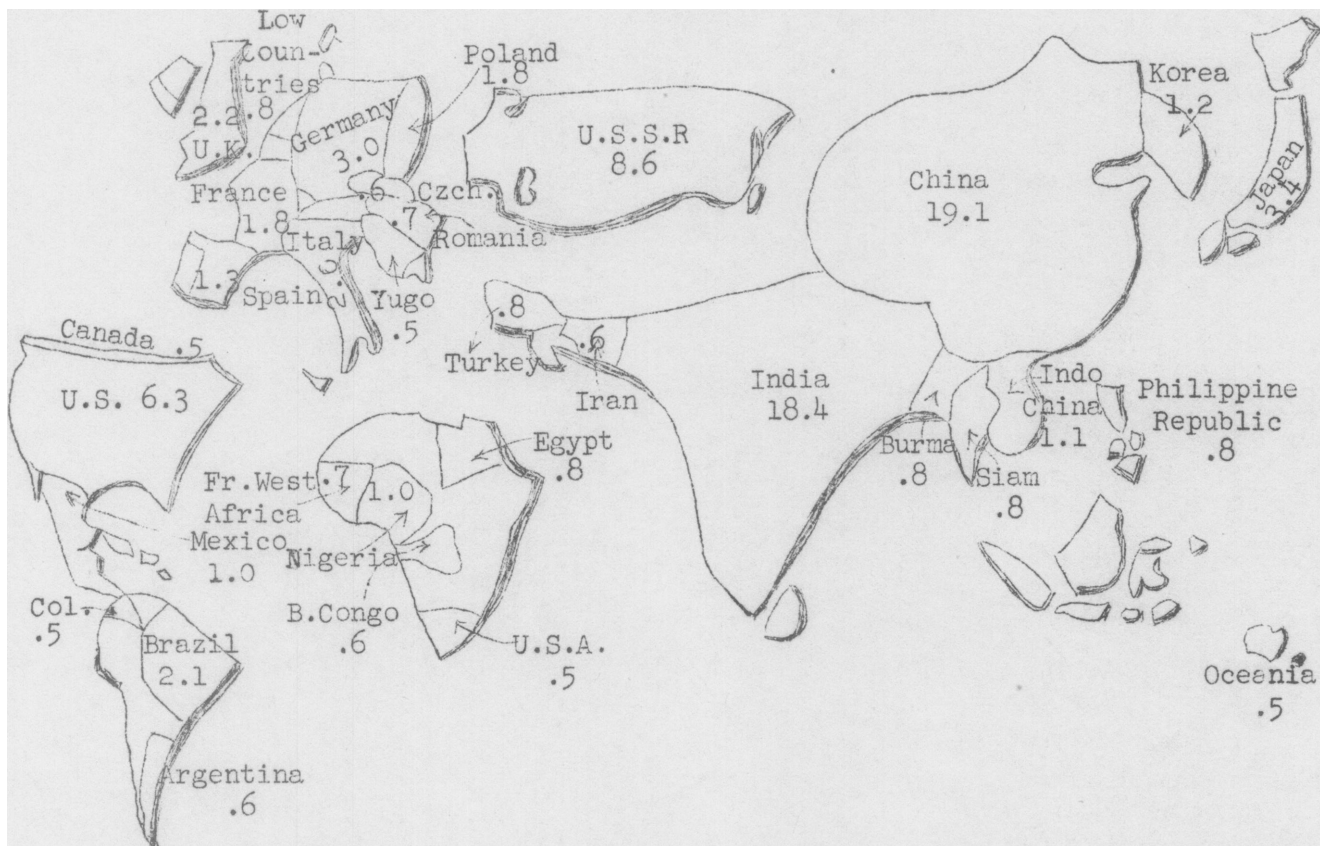 Low
Coun-
tries
.8
2.2
U.K.
Germany
3.0
Poland
1.8
U.S.S.R
8.6
China
19.1
Korea
1.2
Japan
3.4
France
1.8
.6
Czch.
.7
Romania
Italy
2.0
1.3
Spain
Yugo
.5
.8
Turkey
.6
Iran
Canada .5
U.S. 6.3
India
18.4
Burma
.8
Siam
.8
Indo
China
1.1
Philippine
Republic
.8
Egypt
.8
Fr.West
Africa
.7
1.0
Nigeria
Mexico
1.0
B.Congo
.6
U.S.A.
.5
Col.
.5
Brazil
2.1
Argentina
.6
Oceania
.5